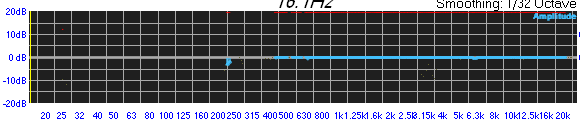 16.1Hz
Smoothing: 1/32 Octave
20dB
Amplitude
10dB
0dB
-10dB
-20dB
20 25 32 40 50 63 80 100 125 160 200 250 315 400 500 630 800 1k 1.25k 1.6k 2k 2.5k 3.15k 4k 5k 6.3k 8k 10k 12.5k 16k 20k